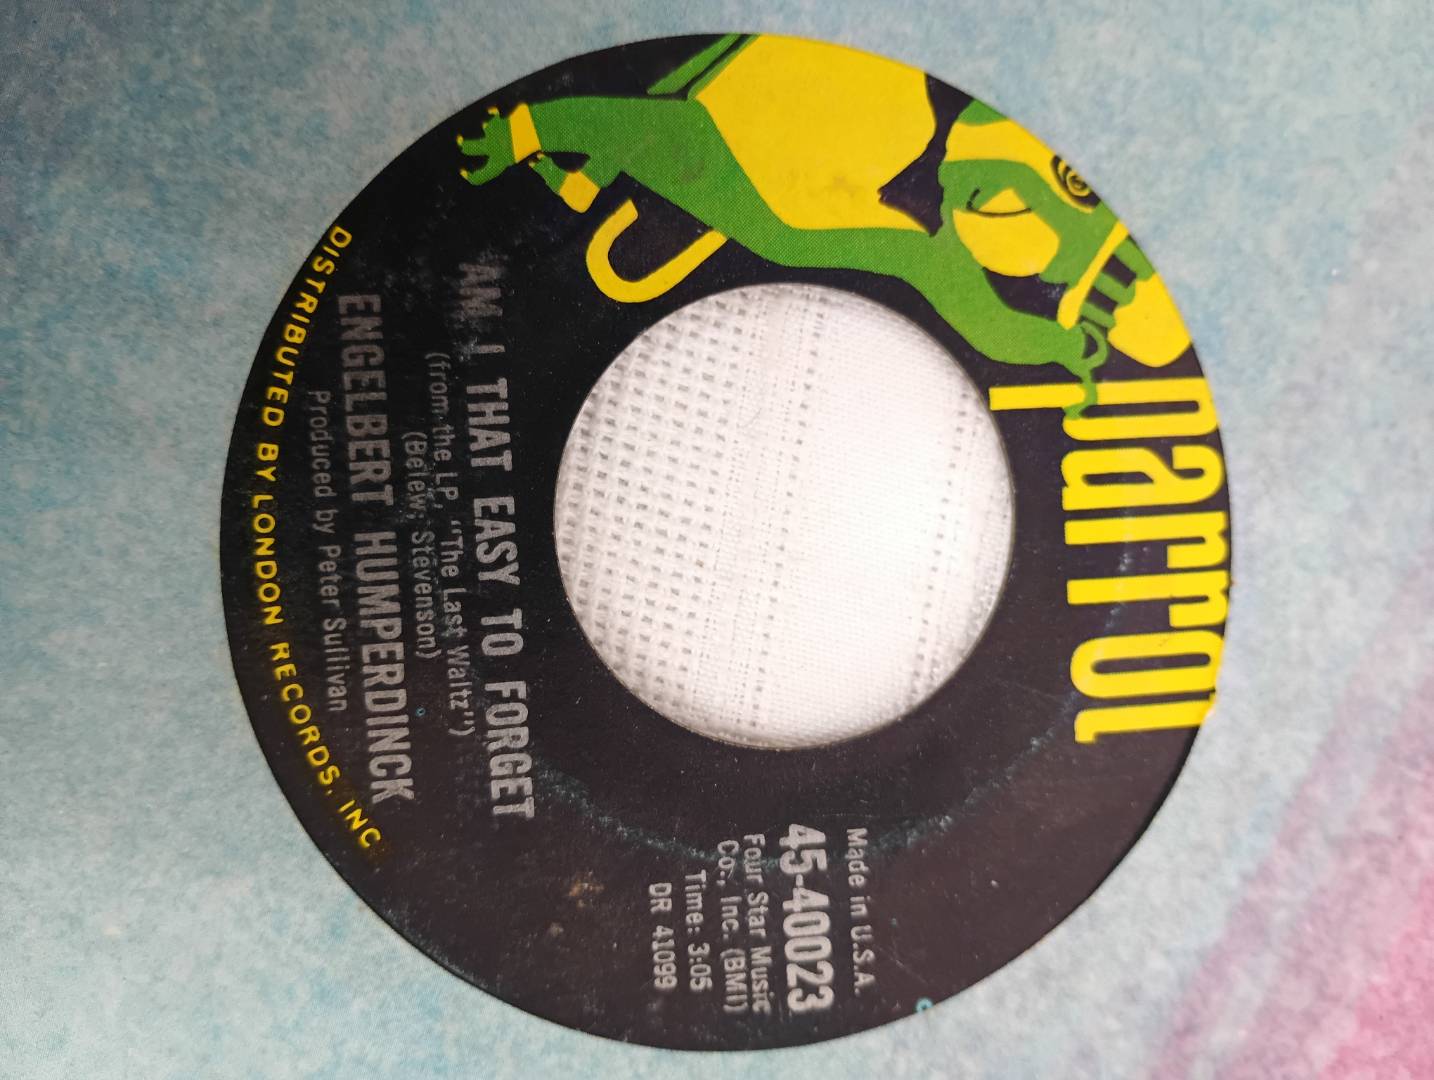 parrot
Made in U.S.A.
45-40023
Four Star Music
Co., Inc. (BMI)
Time: 3:05
DR 41099
AM I THAT EASY TO FORGET
(from the LP, "The Last Waltz")
(Belew; Stevenson)
ENGELBERT HUMPERDINCK
Produced by Peter Sullivan
DISTRIBUTED BY LONDON RECORDS, INC